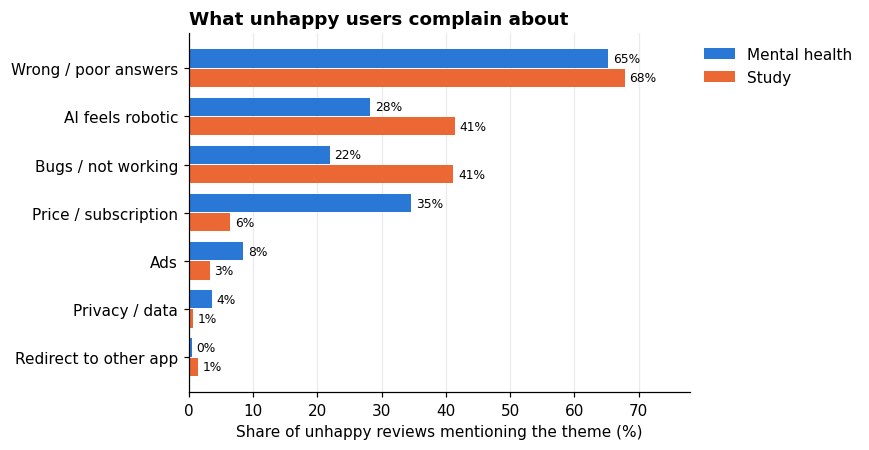 What unhappy users complain about
Mental health
Study
Wrong / poor answers
65%
68%
AI feels robotic
28%
41%
Bugs / not working
22%
41%
Price / subscription
35%
6%
Ads
8%
3%
Privacy / data
4%
1%
Redirect to other app
0%
1%
0 10 20 30 40 50 60 70
Share of unhappy reviews mentioning the theme (%)